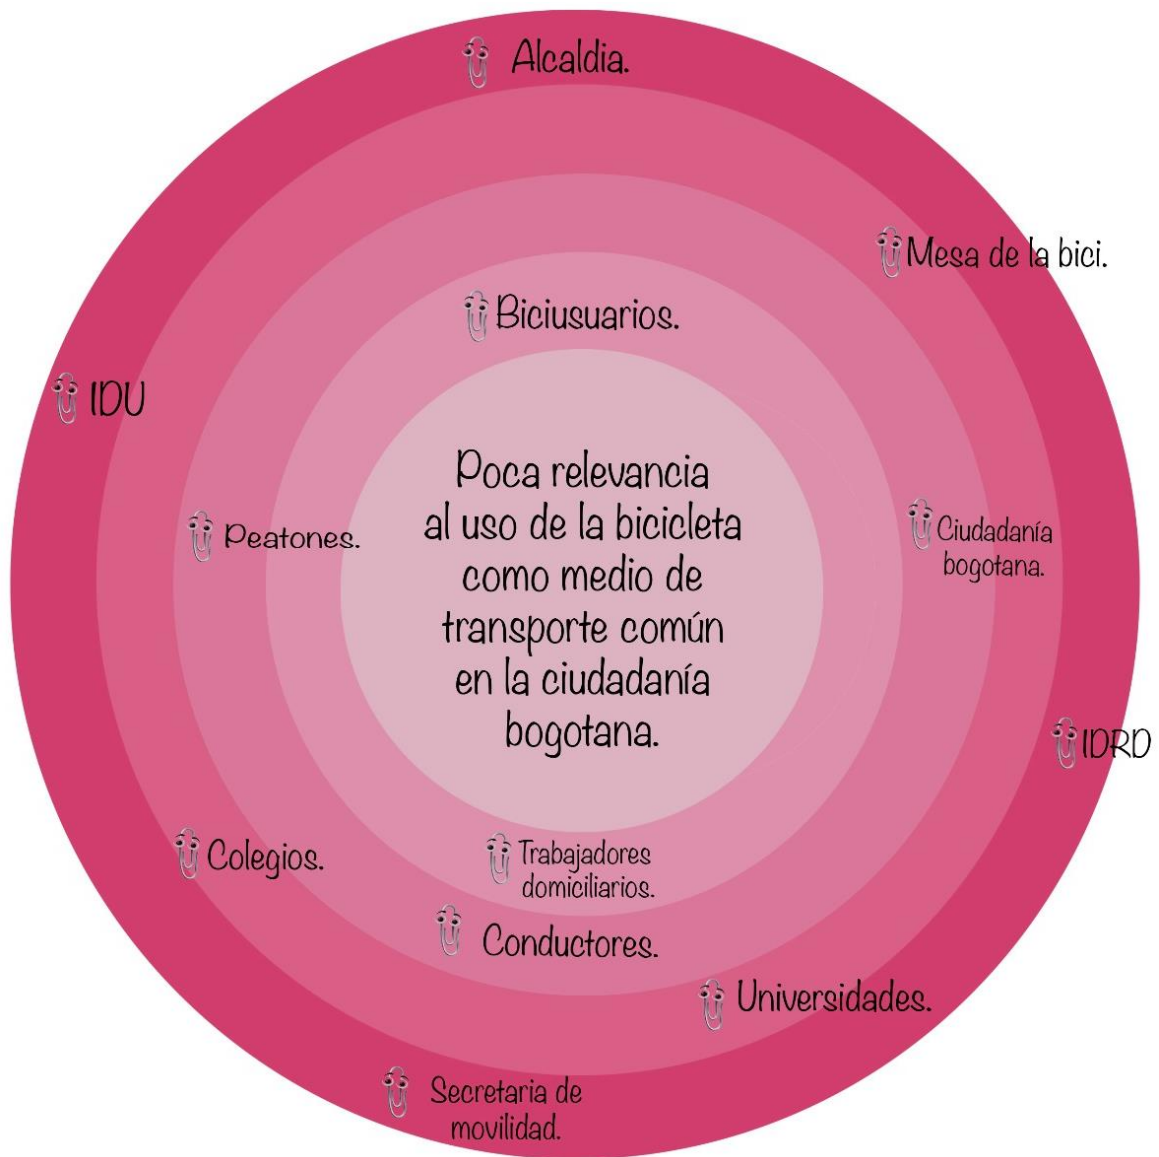 Alcaldia.
Mesa de la bici.
Biciusuarios.
IDU
Poca relevancia
al uso de la bicicleta
como medio de
transporte común
en la ciudadanía
bogotana.
Peatones.
Ciudadanía
bogotana.
IDRD
Colegios.
Trabajadores
domiciliarios.
Conductores.
Universidades.
Secretaria de
movilidad.